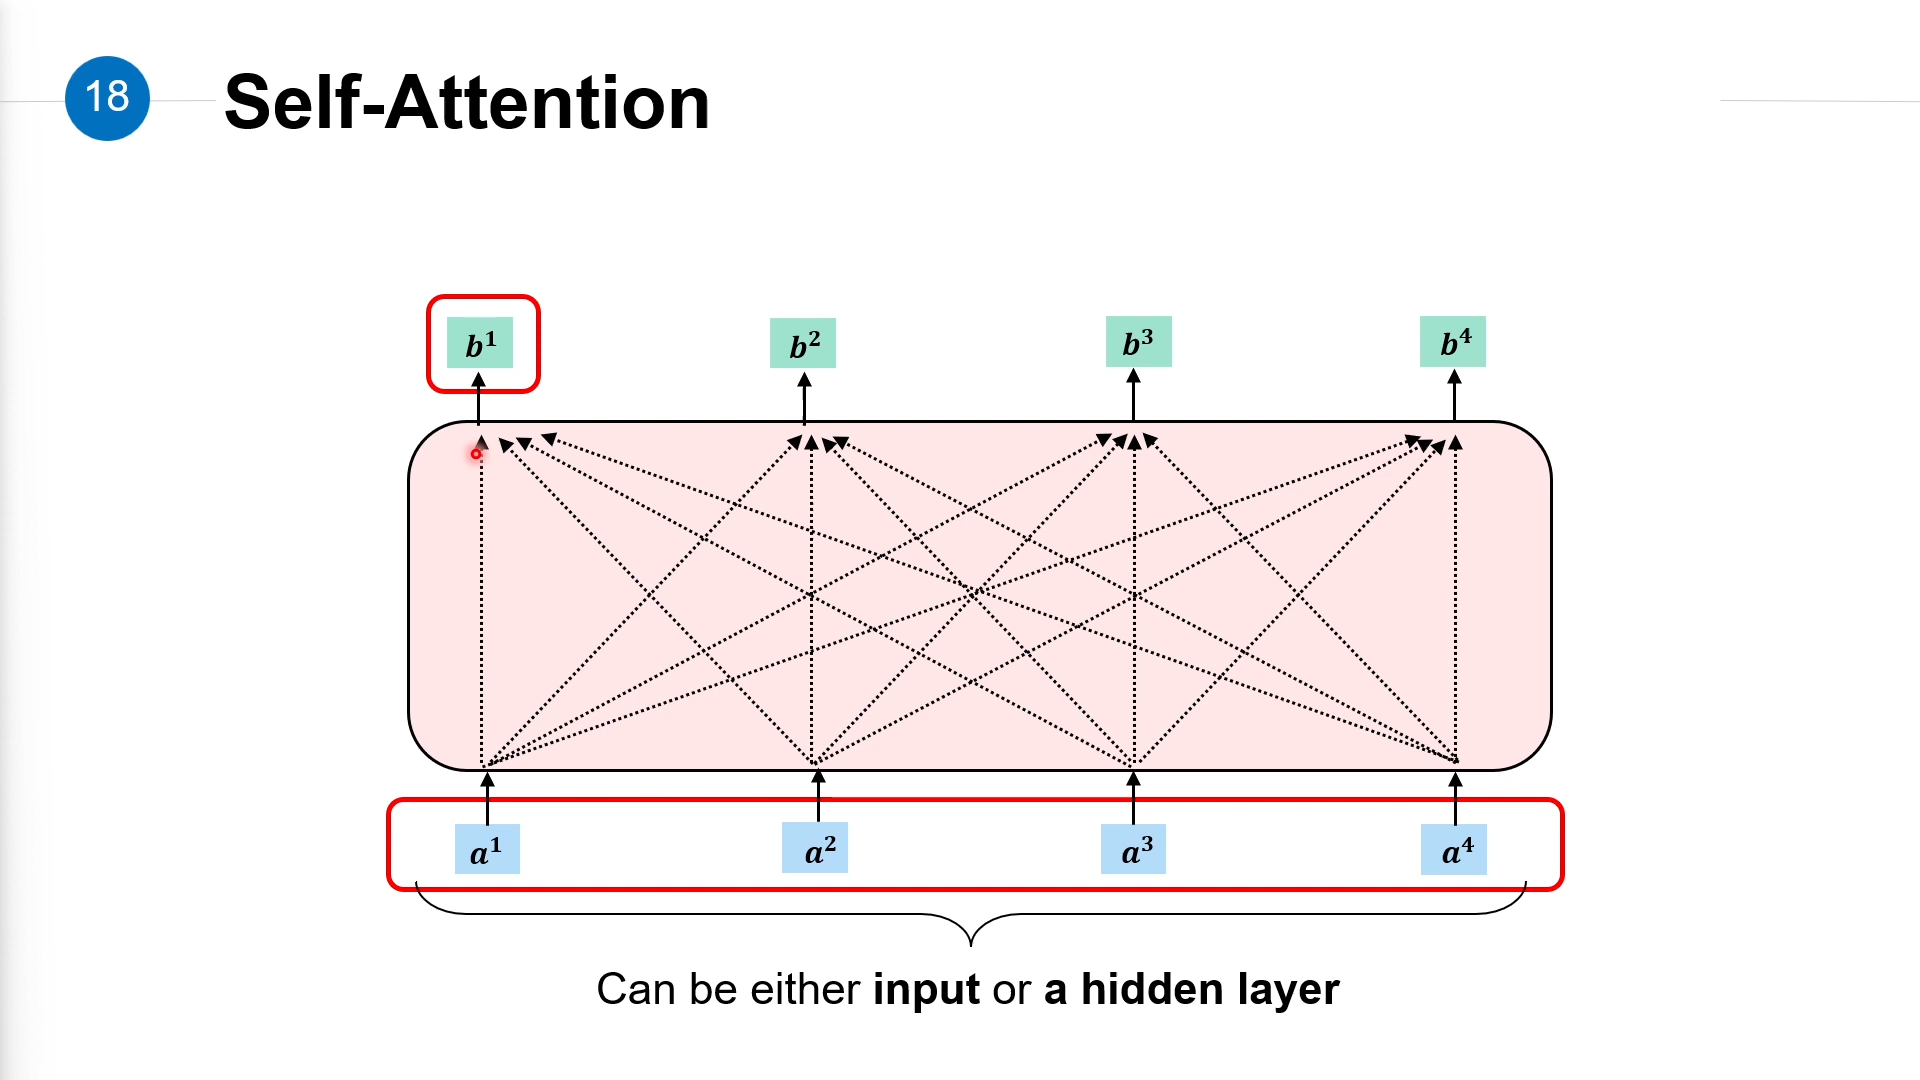 18
Self-Attention
b¹ b² b³ b⁴
a¹ a² a³ a⁴
Can be either input or a hidden layer